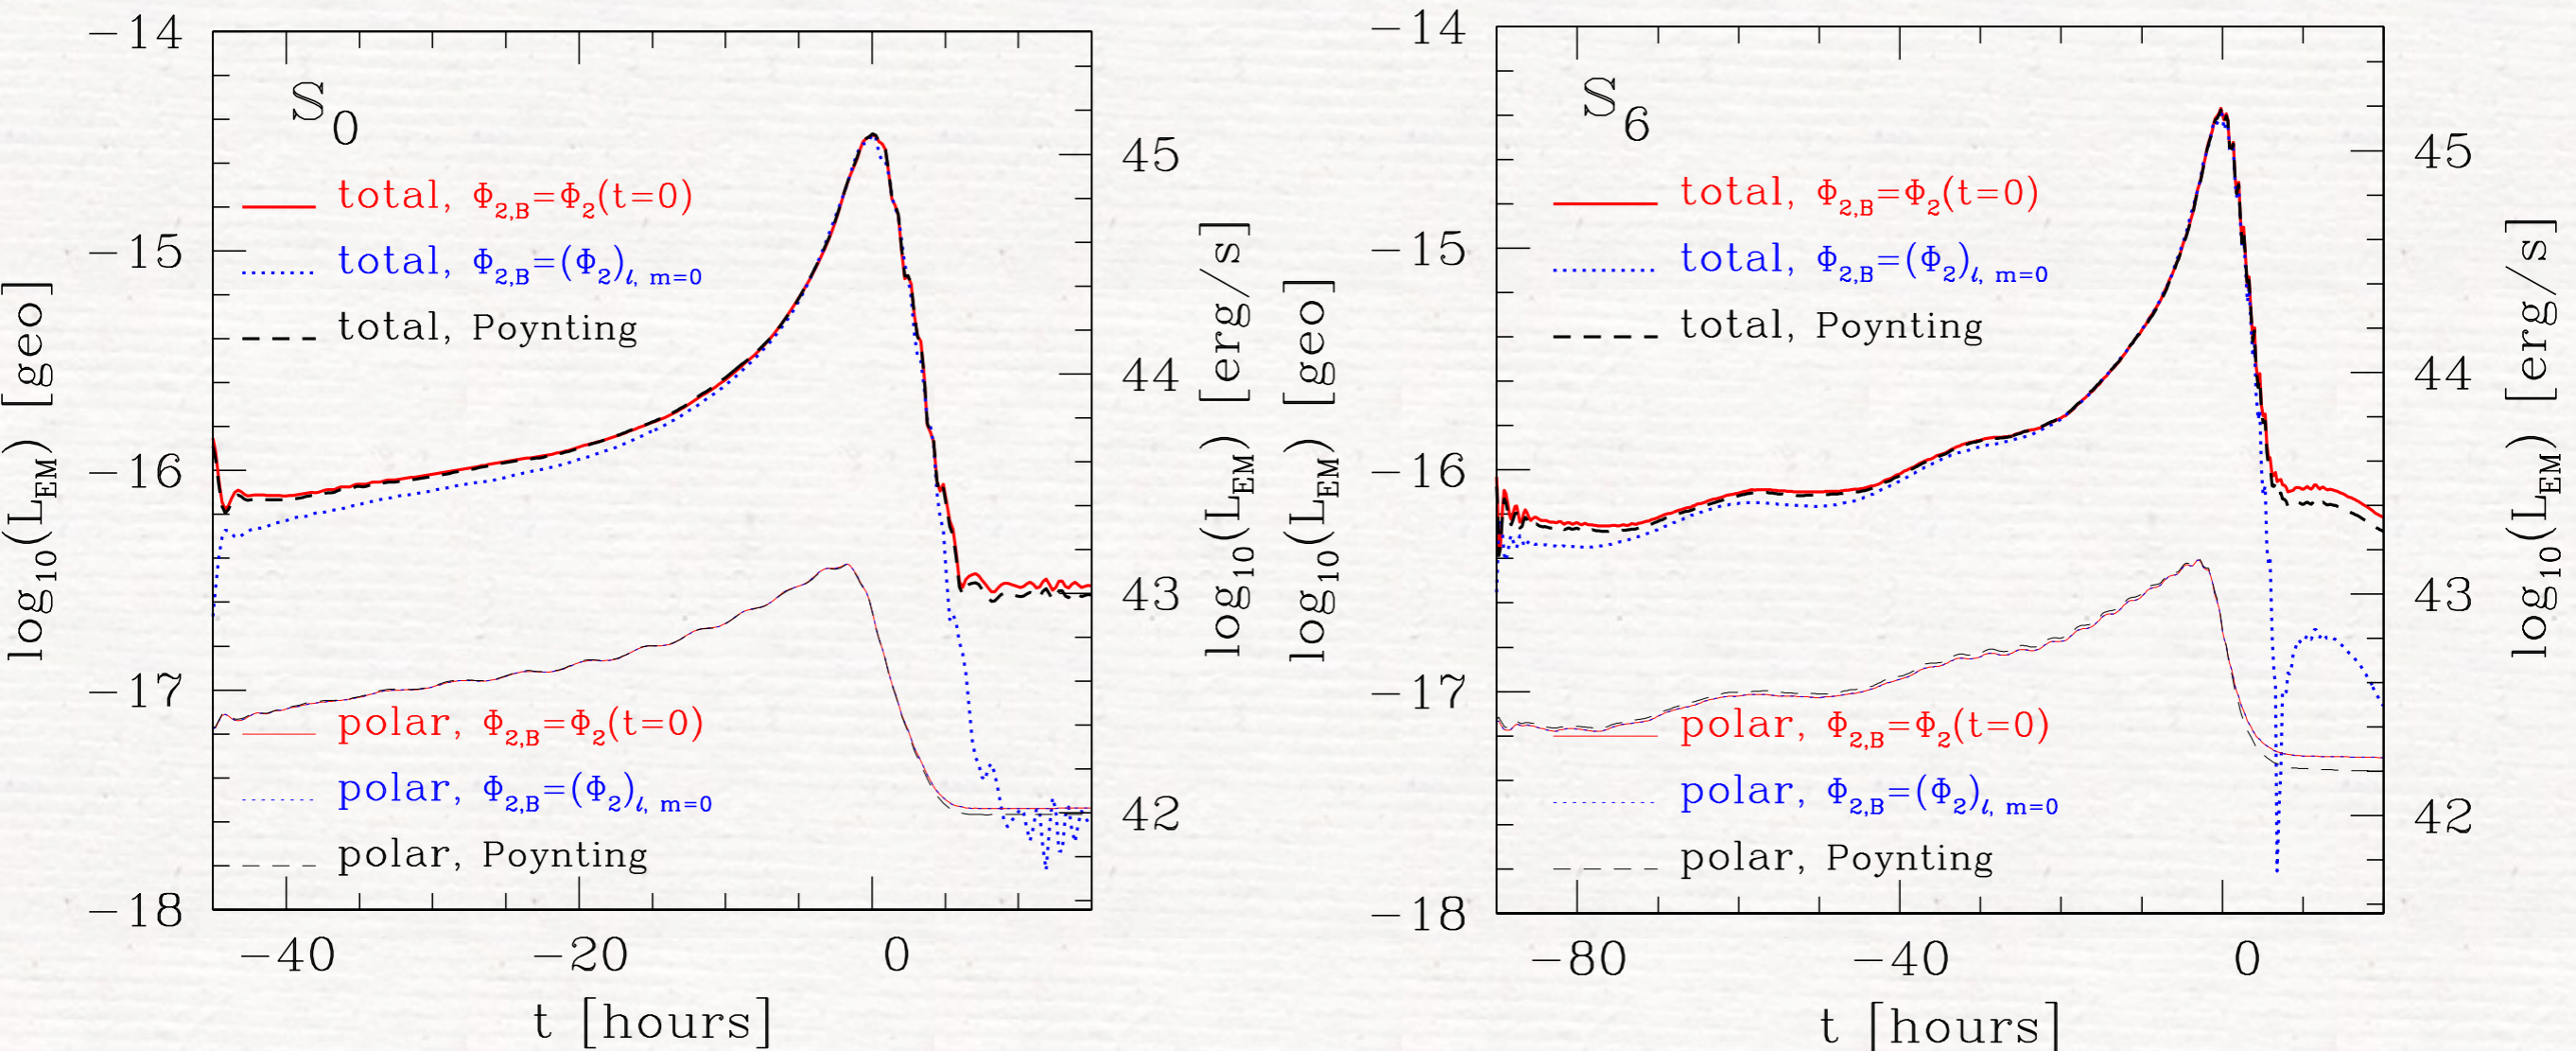 S₀
−14
−15
−16
−17
−18
log₁₀(L_EM) [geo]
total, Φ₂,B=Φ₂(t=0)
total, Φ₂,B=(Φ₂)ℓ, m=0
total, Poynting
polar, Φ₂,B=Φ₂(t=0)
polar, Φ₂,B=(Φ₂)ℓ, m=0
polar, Poynting
45
44
43
42
log₁₀(L_EM) [erg/s]
−40 −20 0
t [hours]
S₆
−14
−15
−16
−17
−18
log₁₀(L_EM) [geo]
total, Φ₂,B=Φ₂(t=0)
total, Φ₂,B=(Φ₂)ℓ, m=0
total, Poynting
polar, Φ₂,B=Φ₂(t=0)
polar, Φ₂,B=(Φ₂)ℓ, m=0
polar, Poynting
45
44
43
42
log₁₀(L_EM) [erg/s]
−80 −40 0
t [hours]